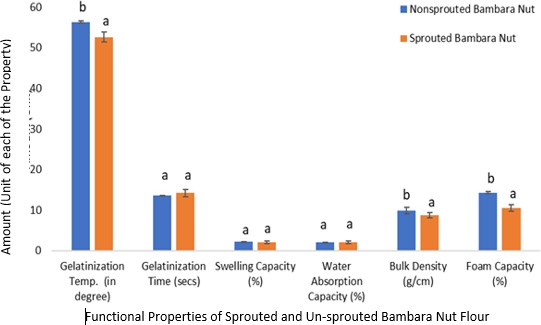 60
50
40
30
20
10
0
Amount (Unit of each of the Property)
Nonsprouted Bambara Nut
Sprouted Bambara Nut
b a
a a
a a
a a
b a
b a
Gelatinization Temp. (in degree)
Gelatinization Time (secs)
Swelling Capacity (%)
Water Absorption Capacity (%)
Bulk Density (g/cm)
Foam Capacity (%)
Functional Properties of Sprouted and Un-sprouted Bambara Nut Flour